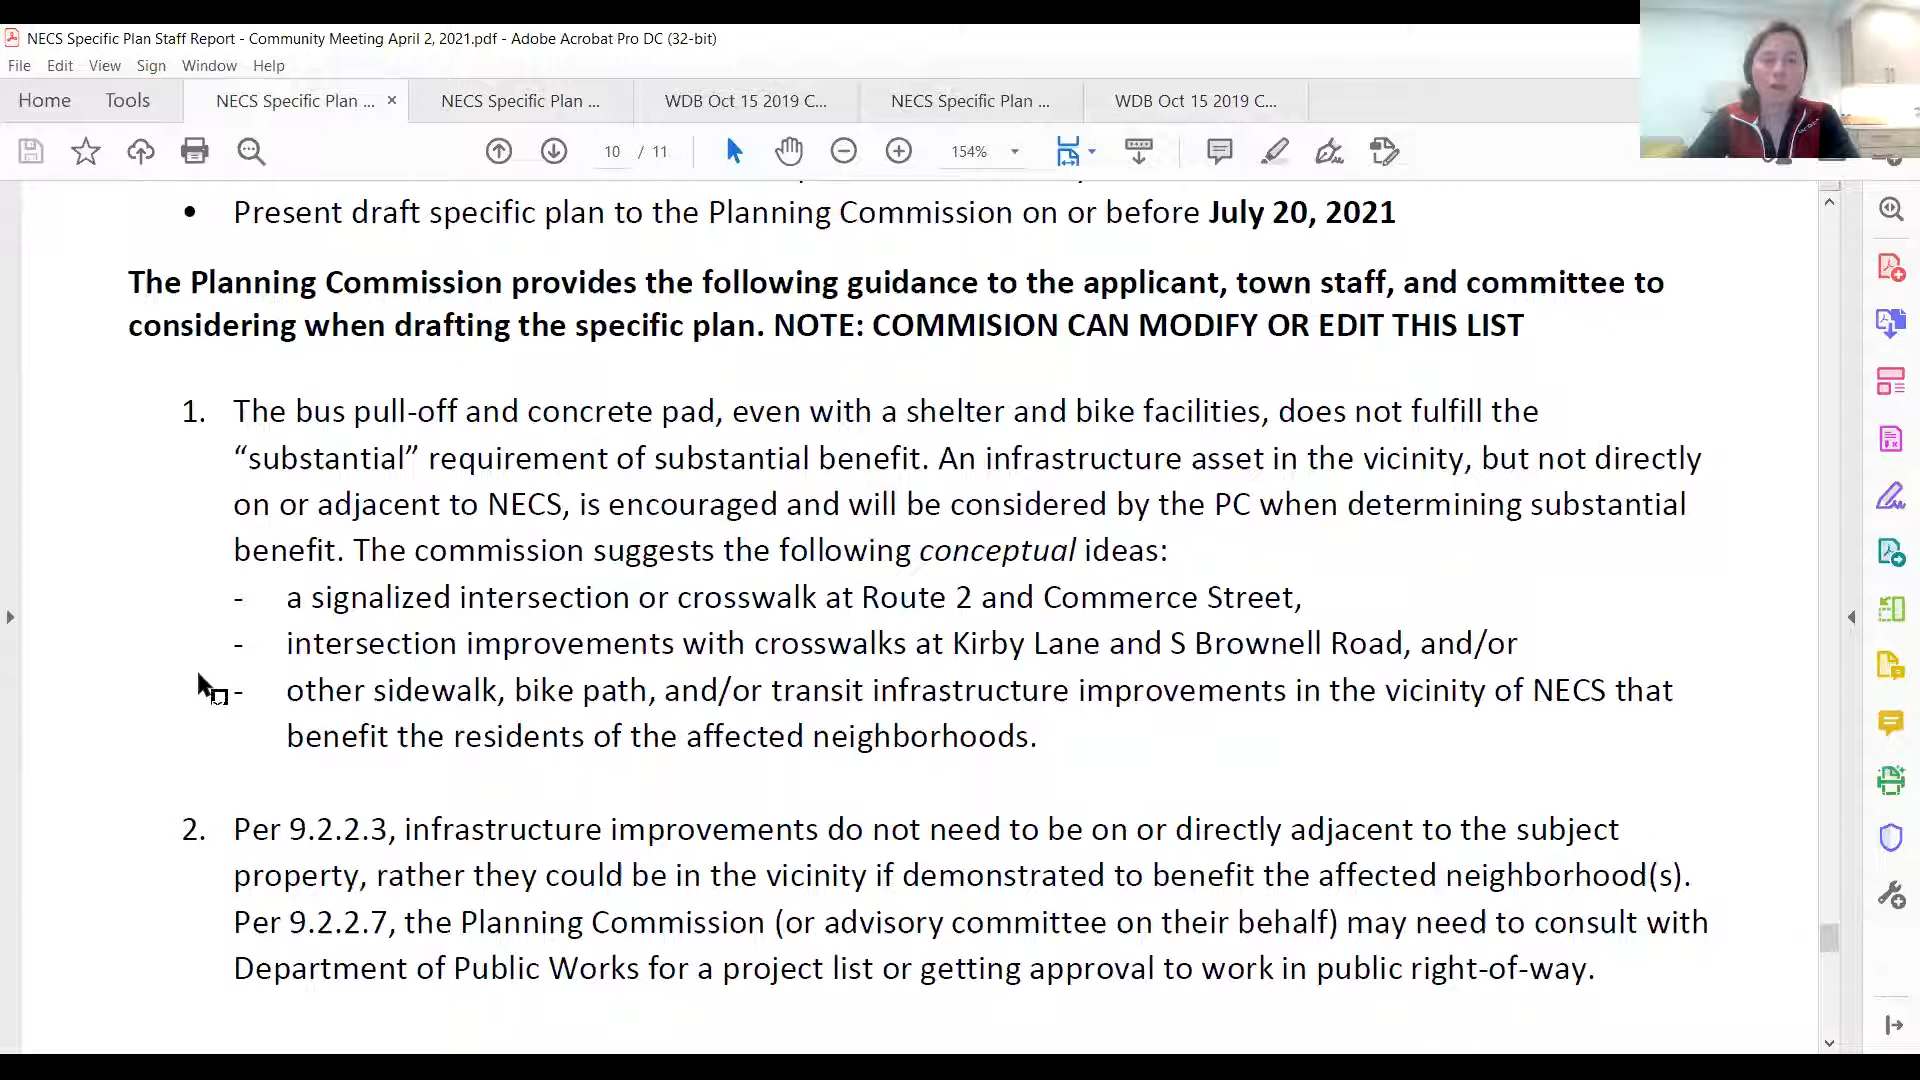 NECS Specific Plan Staff Report - Community Meeting April 2, 2021.pdf - Adobe Acrobat Pro DC (32-bit)
File Edit View Sign Window Help
Home Tools NECS Specific Plan ... × NECS Specific Plan ... WDB Oct 15 2019 C... NECS Specific Plan ... WDB Oct 15 2019 C...
10 / 11 154%
• Present draft specific plan to the Planning Commission on or before July 20, 2021
The Planning Commission provides the following guidance to the applicant, town staff, and committee to
considering when drafting the specific plan. NOTE: COMMISION CAN MODIFY OR EDIT THIS LIST
1. The bus pull-off and concrete pad, even with a shelter and bike facilities, does not fulfill the
“substantial” requirement of substantial benefit. An infrastructure asset in the vicinity, but not directly
on or adjacent to NECS, is encouraged and will be considered by the PC when determining substantial
benefit. The commission suggests the following conceptual ideas:
- a signalized intersection or crosswalk at Route 2 and Commerce Street,
- intersection improvements with crosswalks at Kirby Lane and S Brownell Road, and/or
- other sidewalk, bike path, and/or transit infrastructure improvements in the vicinity of NECS that
benefit the residents of the affected neighborhoods.
2. Per 9.2.2.3, infrastructure improvements do not need to be on or directly adjacent to the subject
property, rather they could be in the vicinity if demonstrated to benefit the affected neighborhood(s).
Per 9.2.2.7, the Planning Commission (or advisory committee on their behalf) may need to consult with
Department of Public Works for a project list or getting approval to work in public right-of-way.